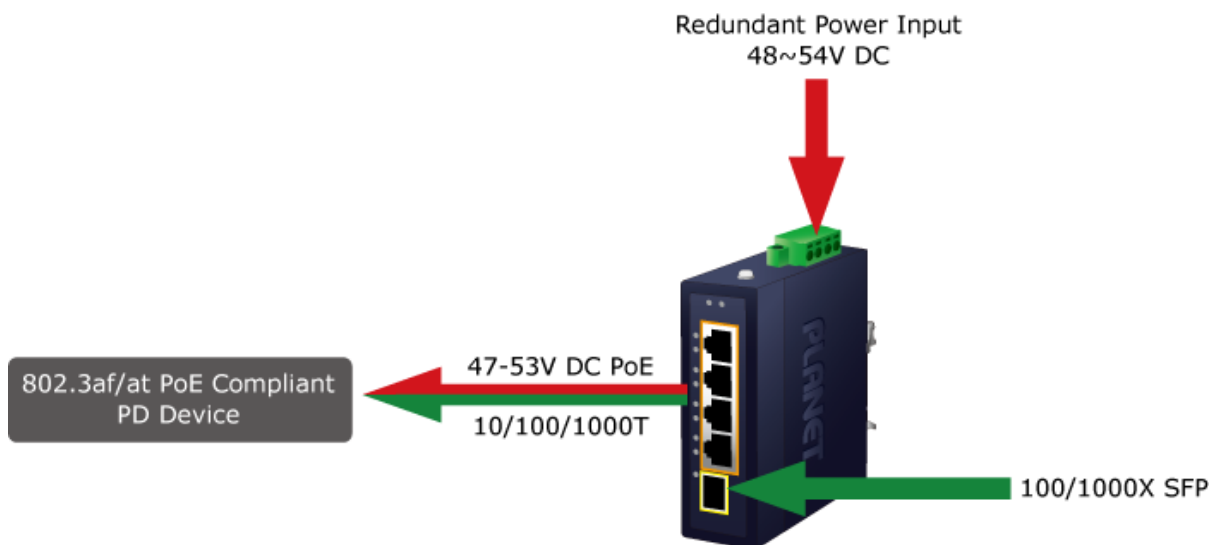 Redundant Power Input
48~54V DC
PLANET
802.3af/at PoE Compliant
PD Device
47-53V DC PoE
10/100/1000T
100/1000X SFP